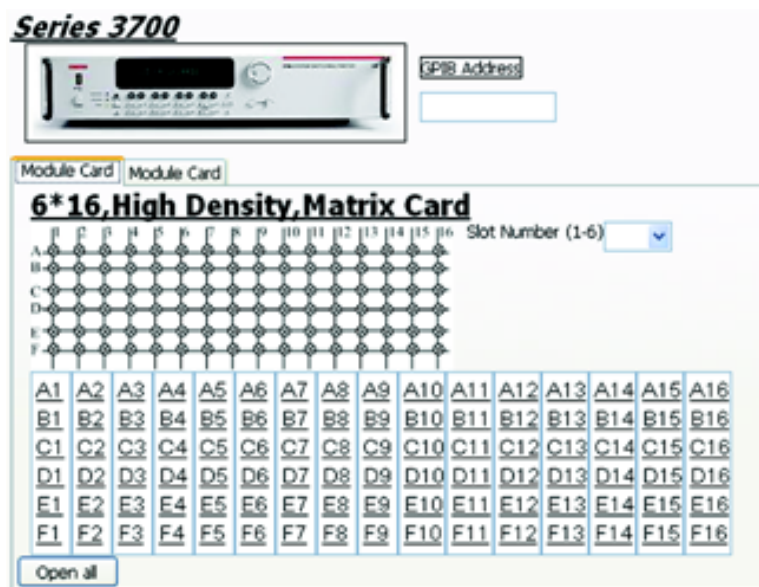 Series 3700
GPIB Address
Module Card Module Card
6*16,High Density,Matrix Card
Slot Number (1-6)
1 2 3 4 5 6 7 8 9 10 11 12 13 14 15 16
A
B
C
D
E
F
A1 A2 A3 A4 A5 A6 A7 A8 A9 A10 A11 A12 A13 A14 A15 A16
B1 B2 B3 B4 B5 B6 B7 B8 B9 B10 B11 B12 B13 B14 B15 B16
C1 C2 C3 C4 C5 C6 C7 C8 C9 C10 C11 C12 C13 C14 C15 C16
D1 D2 D3 D4 D5 D6 D7 D8 D9 D10 D11 D12 D13 D14 D15 D16
E1 E2 E3 E4 E5 E6 E7 E8 E9 E10 E11 E12 E13 E14 E15 E16
F1 F2 F3 F4 F5 F6 F7 F8 F9 F10 F11 F12 F13 F14 F15 F16
Open all